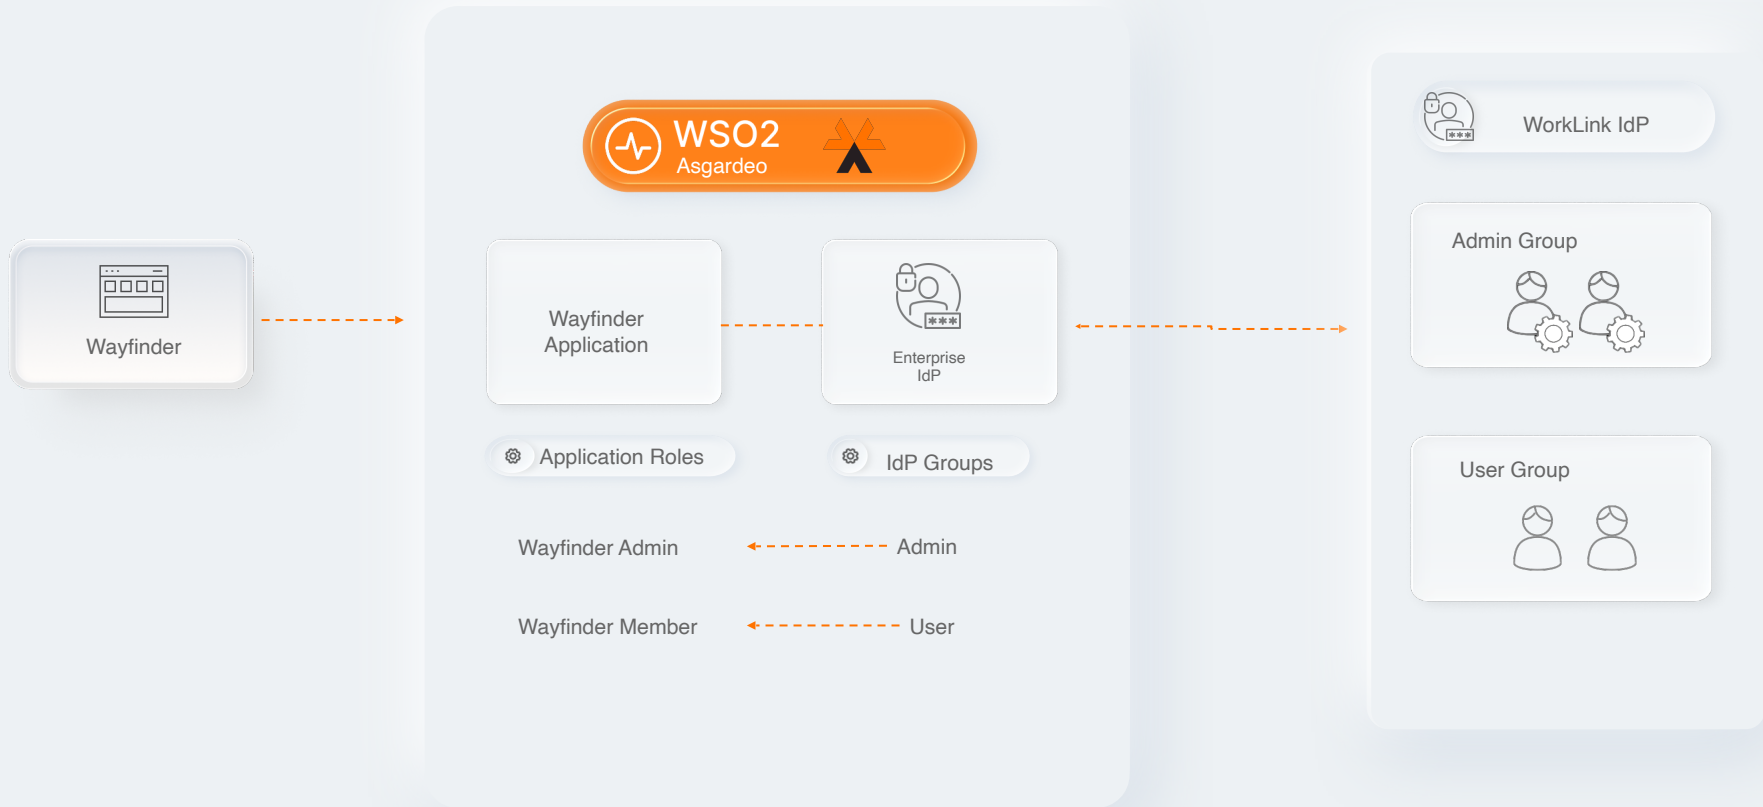 Wayfinder
WSO2
Asgardeo
Wayfinder
Application
***
Enterprise
IdP
Application Roles
IdP Groups
Wayfinder Admin
Admin
Wayfinder Member
User
***
WorkLink IdP
Admin Group
User Group